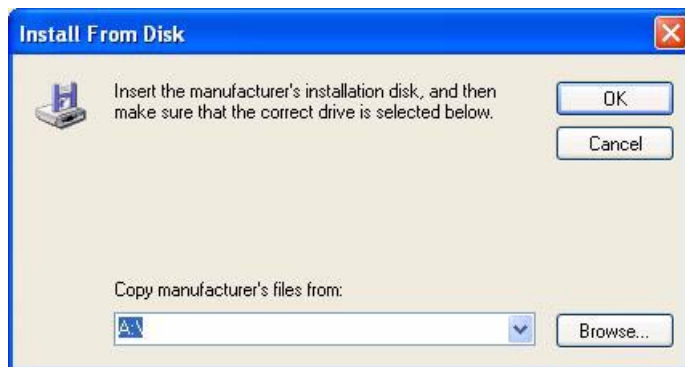 Install From Disk
Insert the manufacturer's installation disk, and then
make sure that the correct drive is selected below.
OK
Cancel
Copy manufacturer's files from:
A:\
Browse...